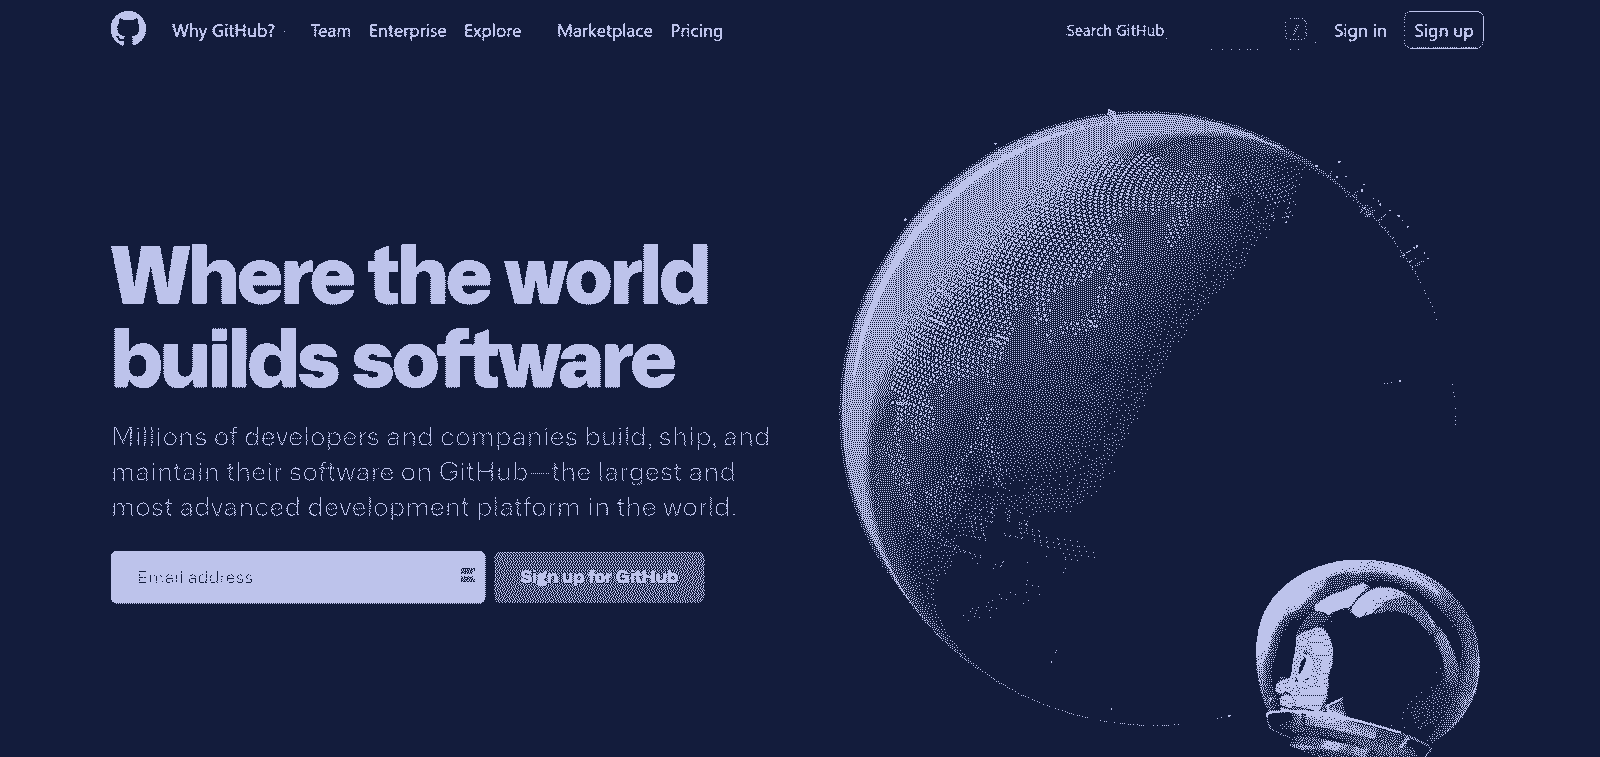 Why GitHub? Team Enterprise Explore Marketplace Pricing Search GitHub / Sign in Sign up
Where the world
builds software
Millions of developers and companies build, ship, and
maintain their software on GitHub—the largest and
most advanced development platform in the world.
Email address Sign up for GitHub